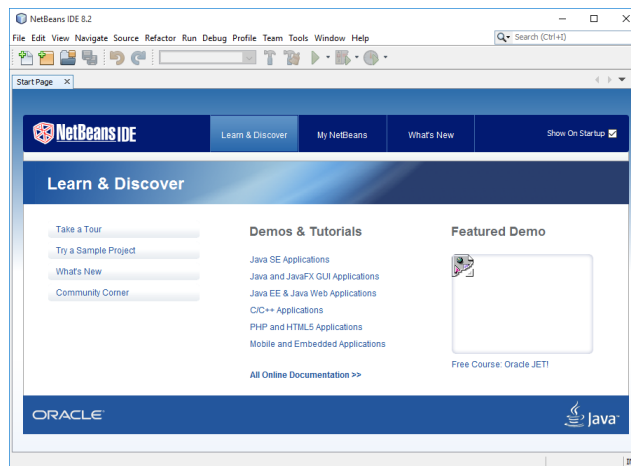 NetBeans IDE 8.2
File Edit View Navigate Source Refactor Run Debug Profile Team Tools Window Help
Search (Ctrl+I)
Start Page
NetBeans IDE
Learn & Discover
My NetBeans
What's New
Show On Startup
Learn & Discover
Take a Tour
Try a Sample Project
What's New
Community Corner
Demos & Tutorials
Java SE Applications
Java and JavaFX GUI Applications
Java EE & Java Web Applications
C/C++ Applications
PHP and HTML5 Applications
Mobile and Embedded Applications
All Online Documentation >>
Featured Demo
Free Course: Oracle JET!
ORACLE
Java